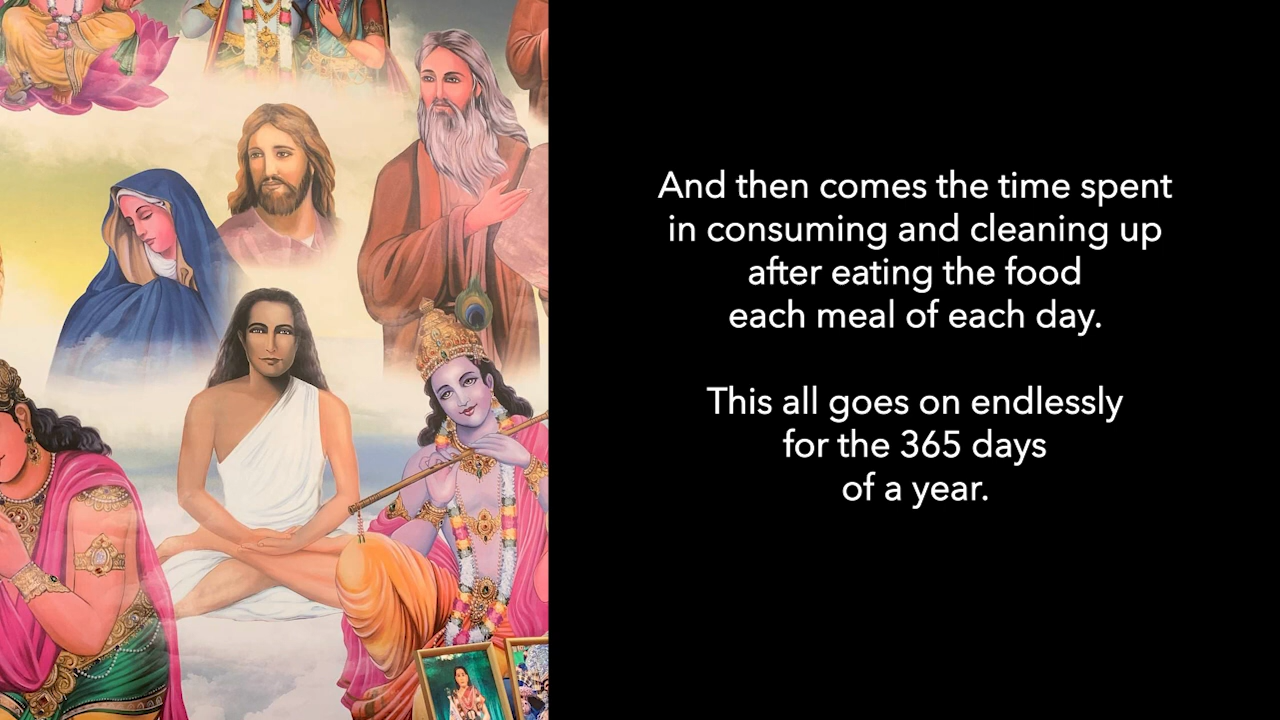 And then comes the time spent
in consuming and cleaning up
after eating the food
each meal of each day.
This all goes on endlessly
for the 365 days
of a year.